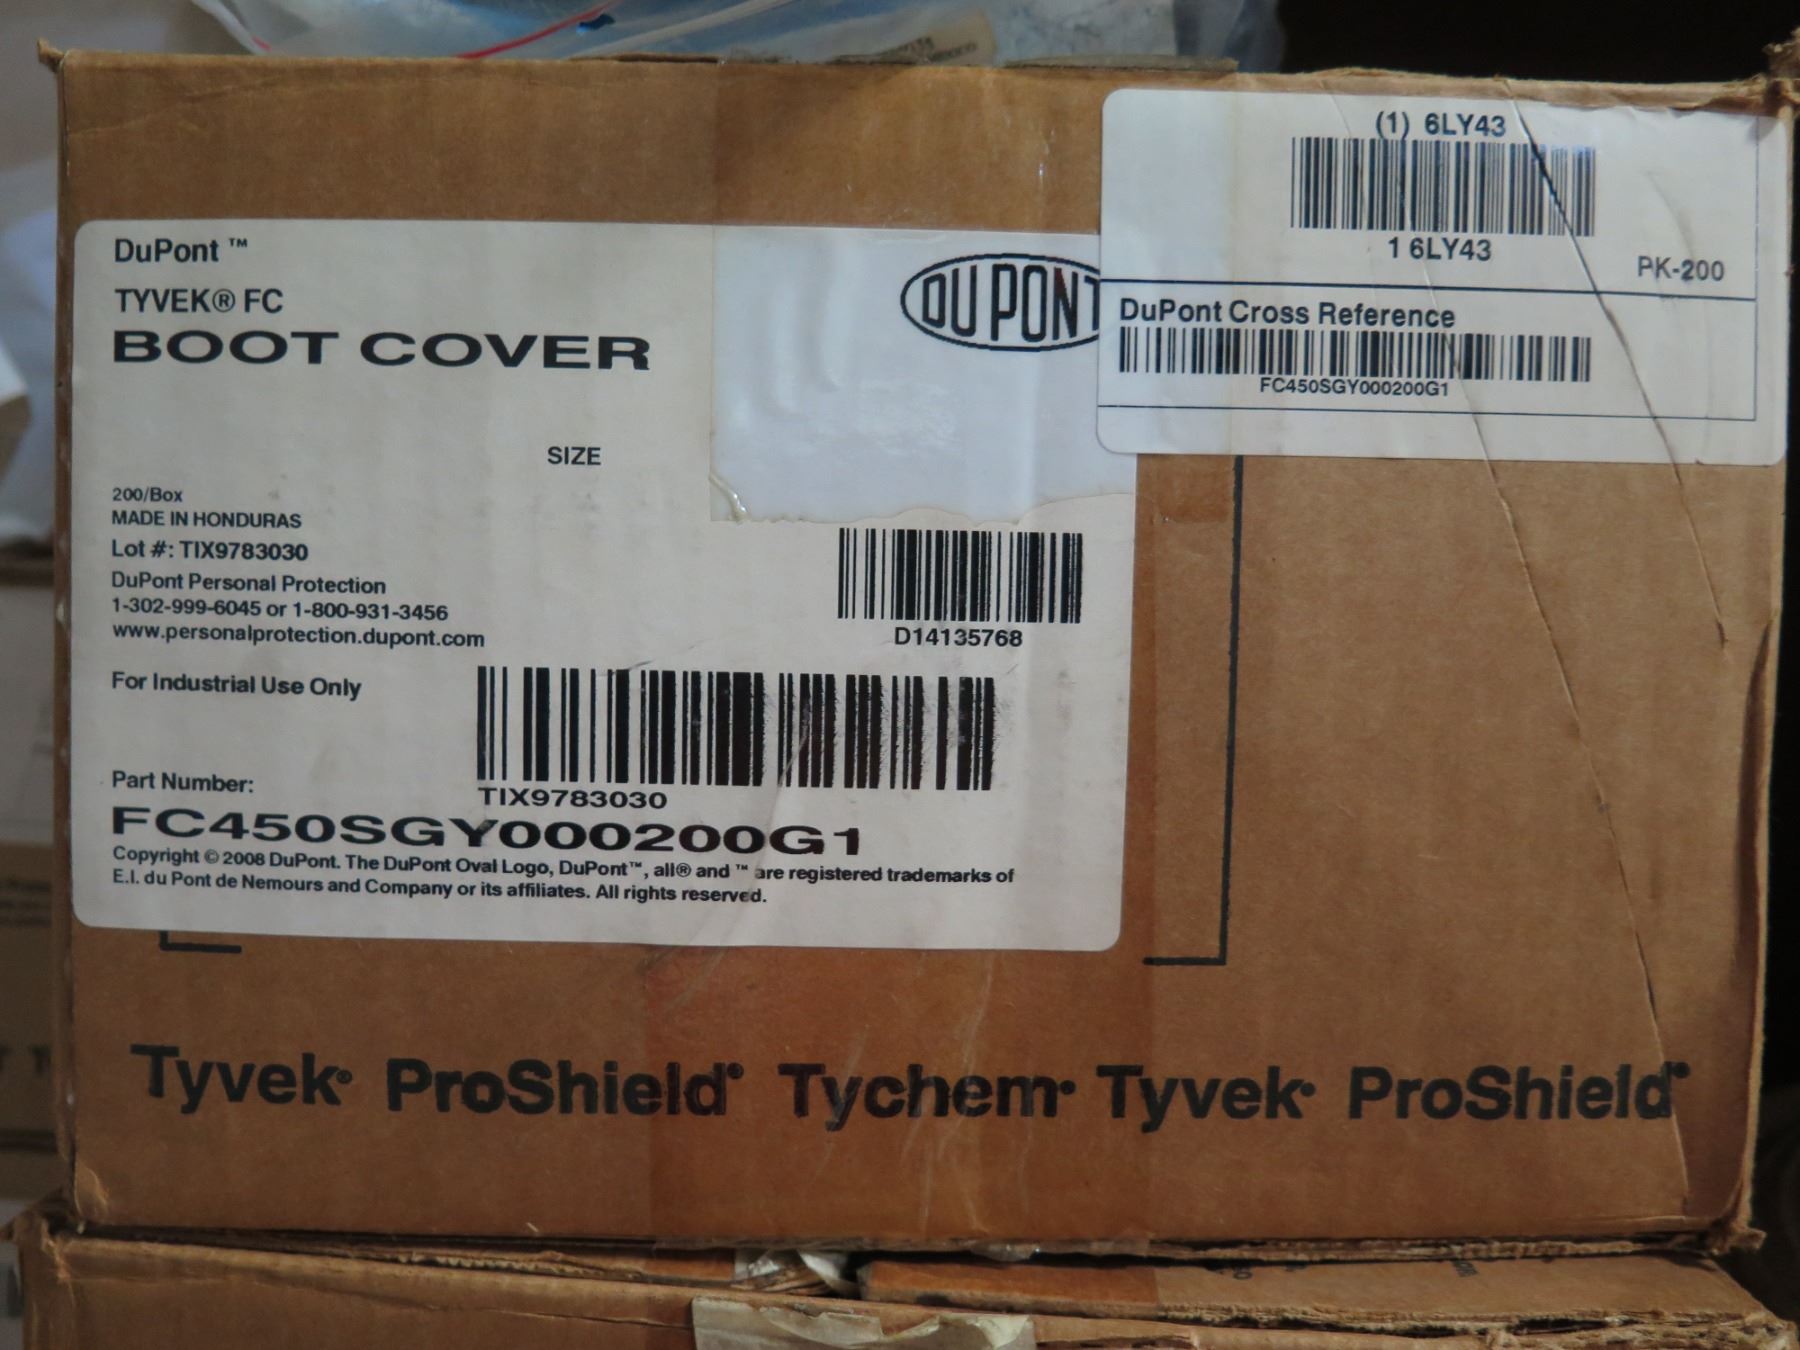 DuPont ™
TYVEK® FC
BOOT COVER
SIZE
200/Box
MADE IN HONDURAS
Lot #: TIX9783030
DuPont Personal Protection
1-302-999-6045 or 1-800-931-3456
www.personalprotection.dupont.com
For Industrial Use Only
DU PONT
D14135768
TIX9783030
Part Number:
FC450SGY000200G1
Copyright © 2008 DuPont. The DuPont Oval Logo, DuPont™, all® and ™ are registered trademarks of
E.I. du Pont de Nemours and Company or its affiliates. All rights reserved.
(1) 6LY43
1 6LY43
PK-200
DuPont Cross Reference
FC450SGY000200G1
Tyvek® ProShield® Tychem® Tyvek® ProShield®